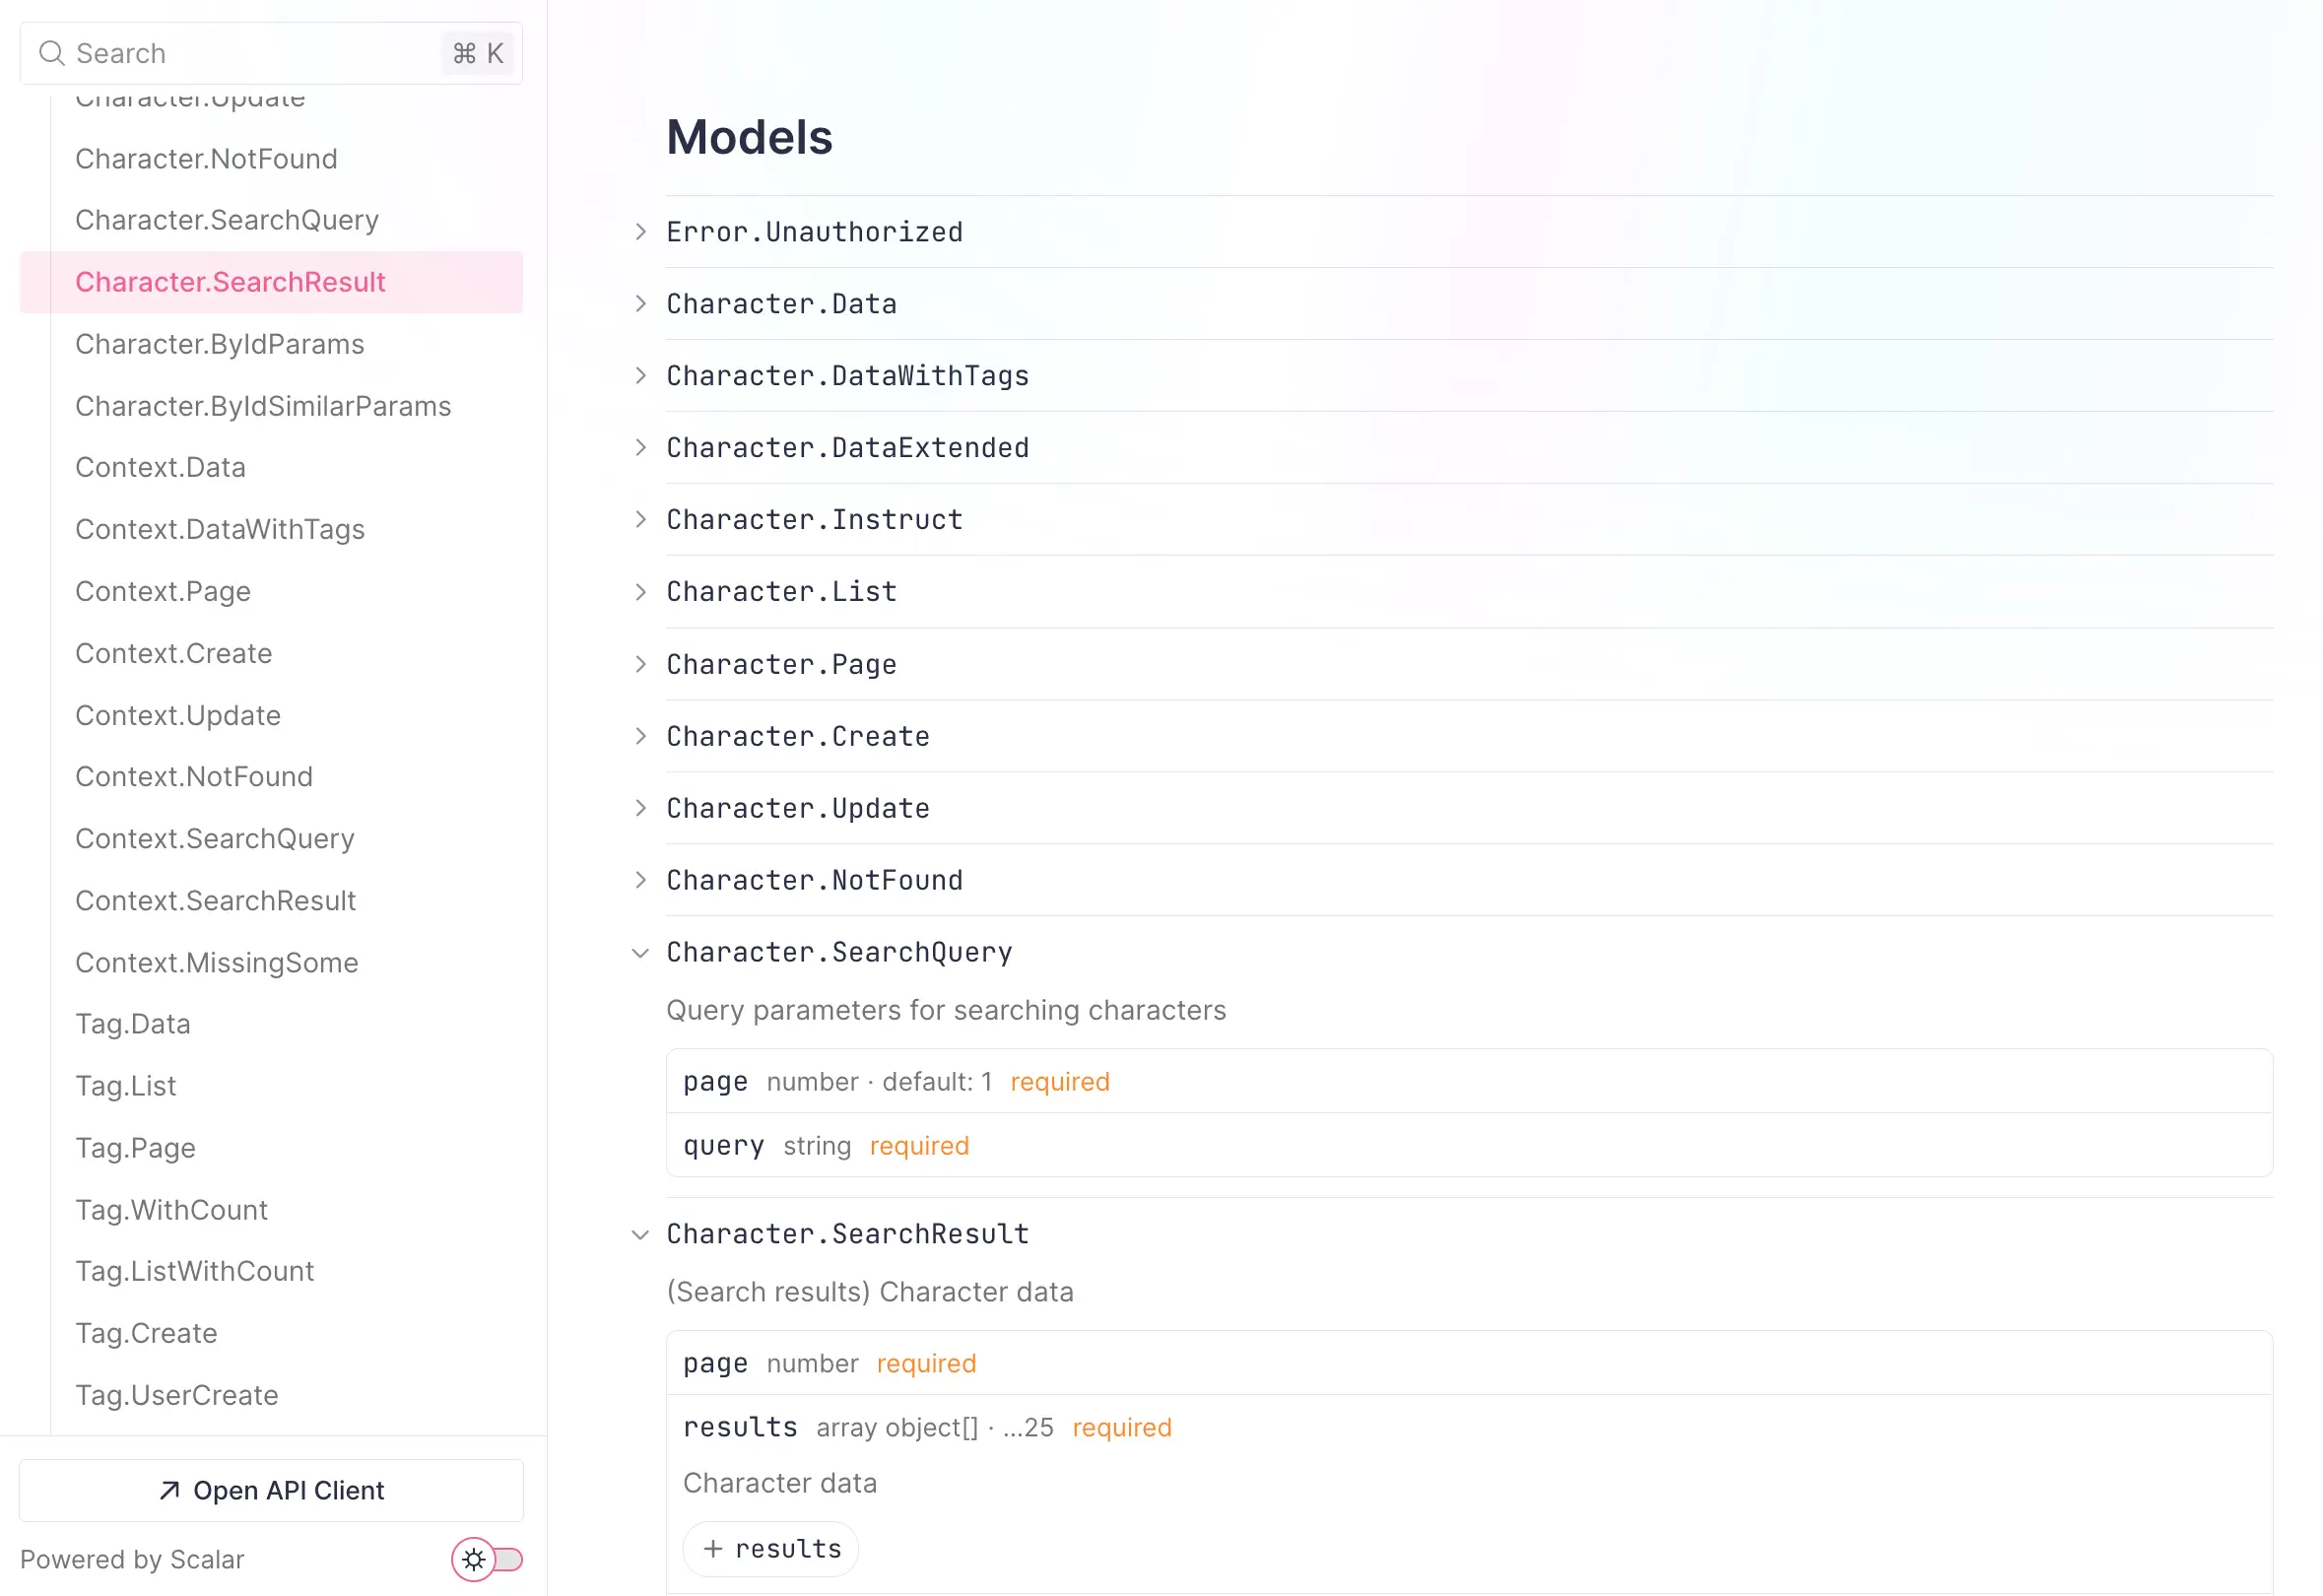 Search
⌘ K
Character.Update
Character.NotFound
Character.SearchQuery
Character.SearchResult
Character.ByIdParams
Character.ByIdSimilarParams
Context.Data
Context.DataWithTags
Context.Page
Context.Create
Context.Update
Context.NotFound
Context.SearchQuery
Context.SearchResult
Context.MissingSome
Tag.Data
Tag.List
Tag.Page
Tag.WithCount
Tag.ListWithCount
Tag.Create
Tag.UserCreate
Open API Client
Powered by Scalar
Models
Error.Unauthorized
Character.Data
Character.DataWithTags
Character.DataExtended
Character.Instruct
Character.List
Character.Page
Character.Create
Character.Update
Character.NotFound
Character.SearchQuery
Query parameters for searching characters
page number · default: 1 required
query string required
Character.SearchResult
(Search results) Character data
page number required
results array object[] · …25 required
Character data
+ results